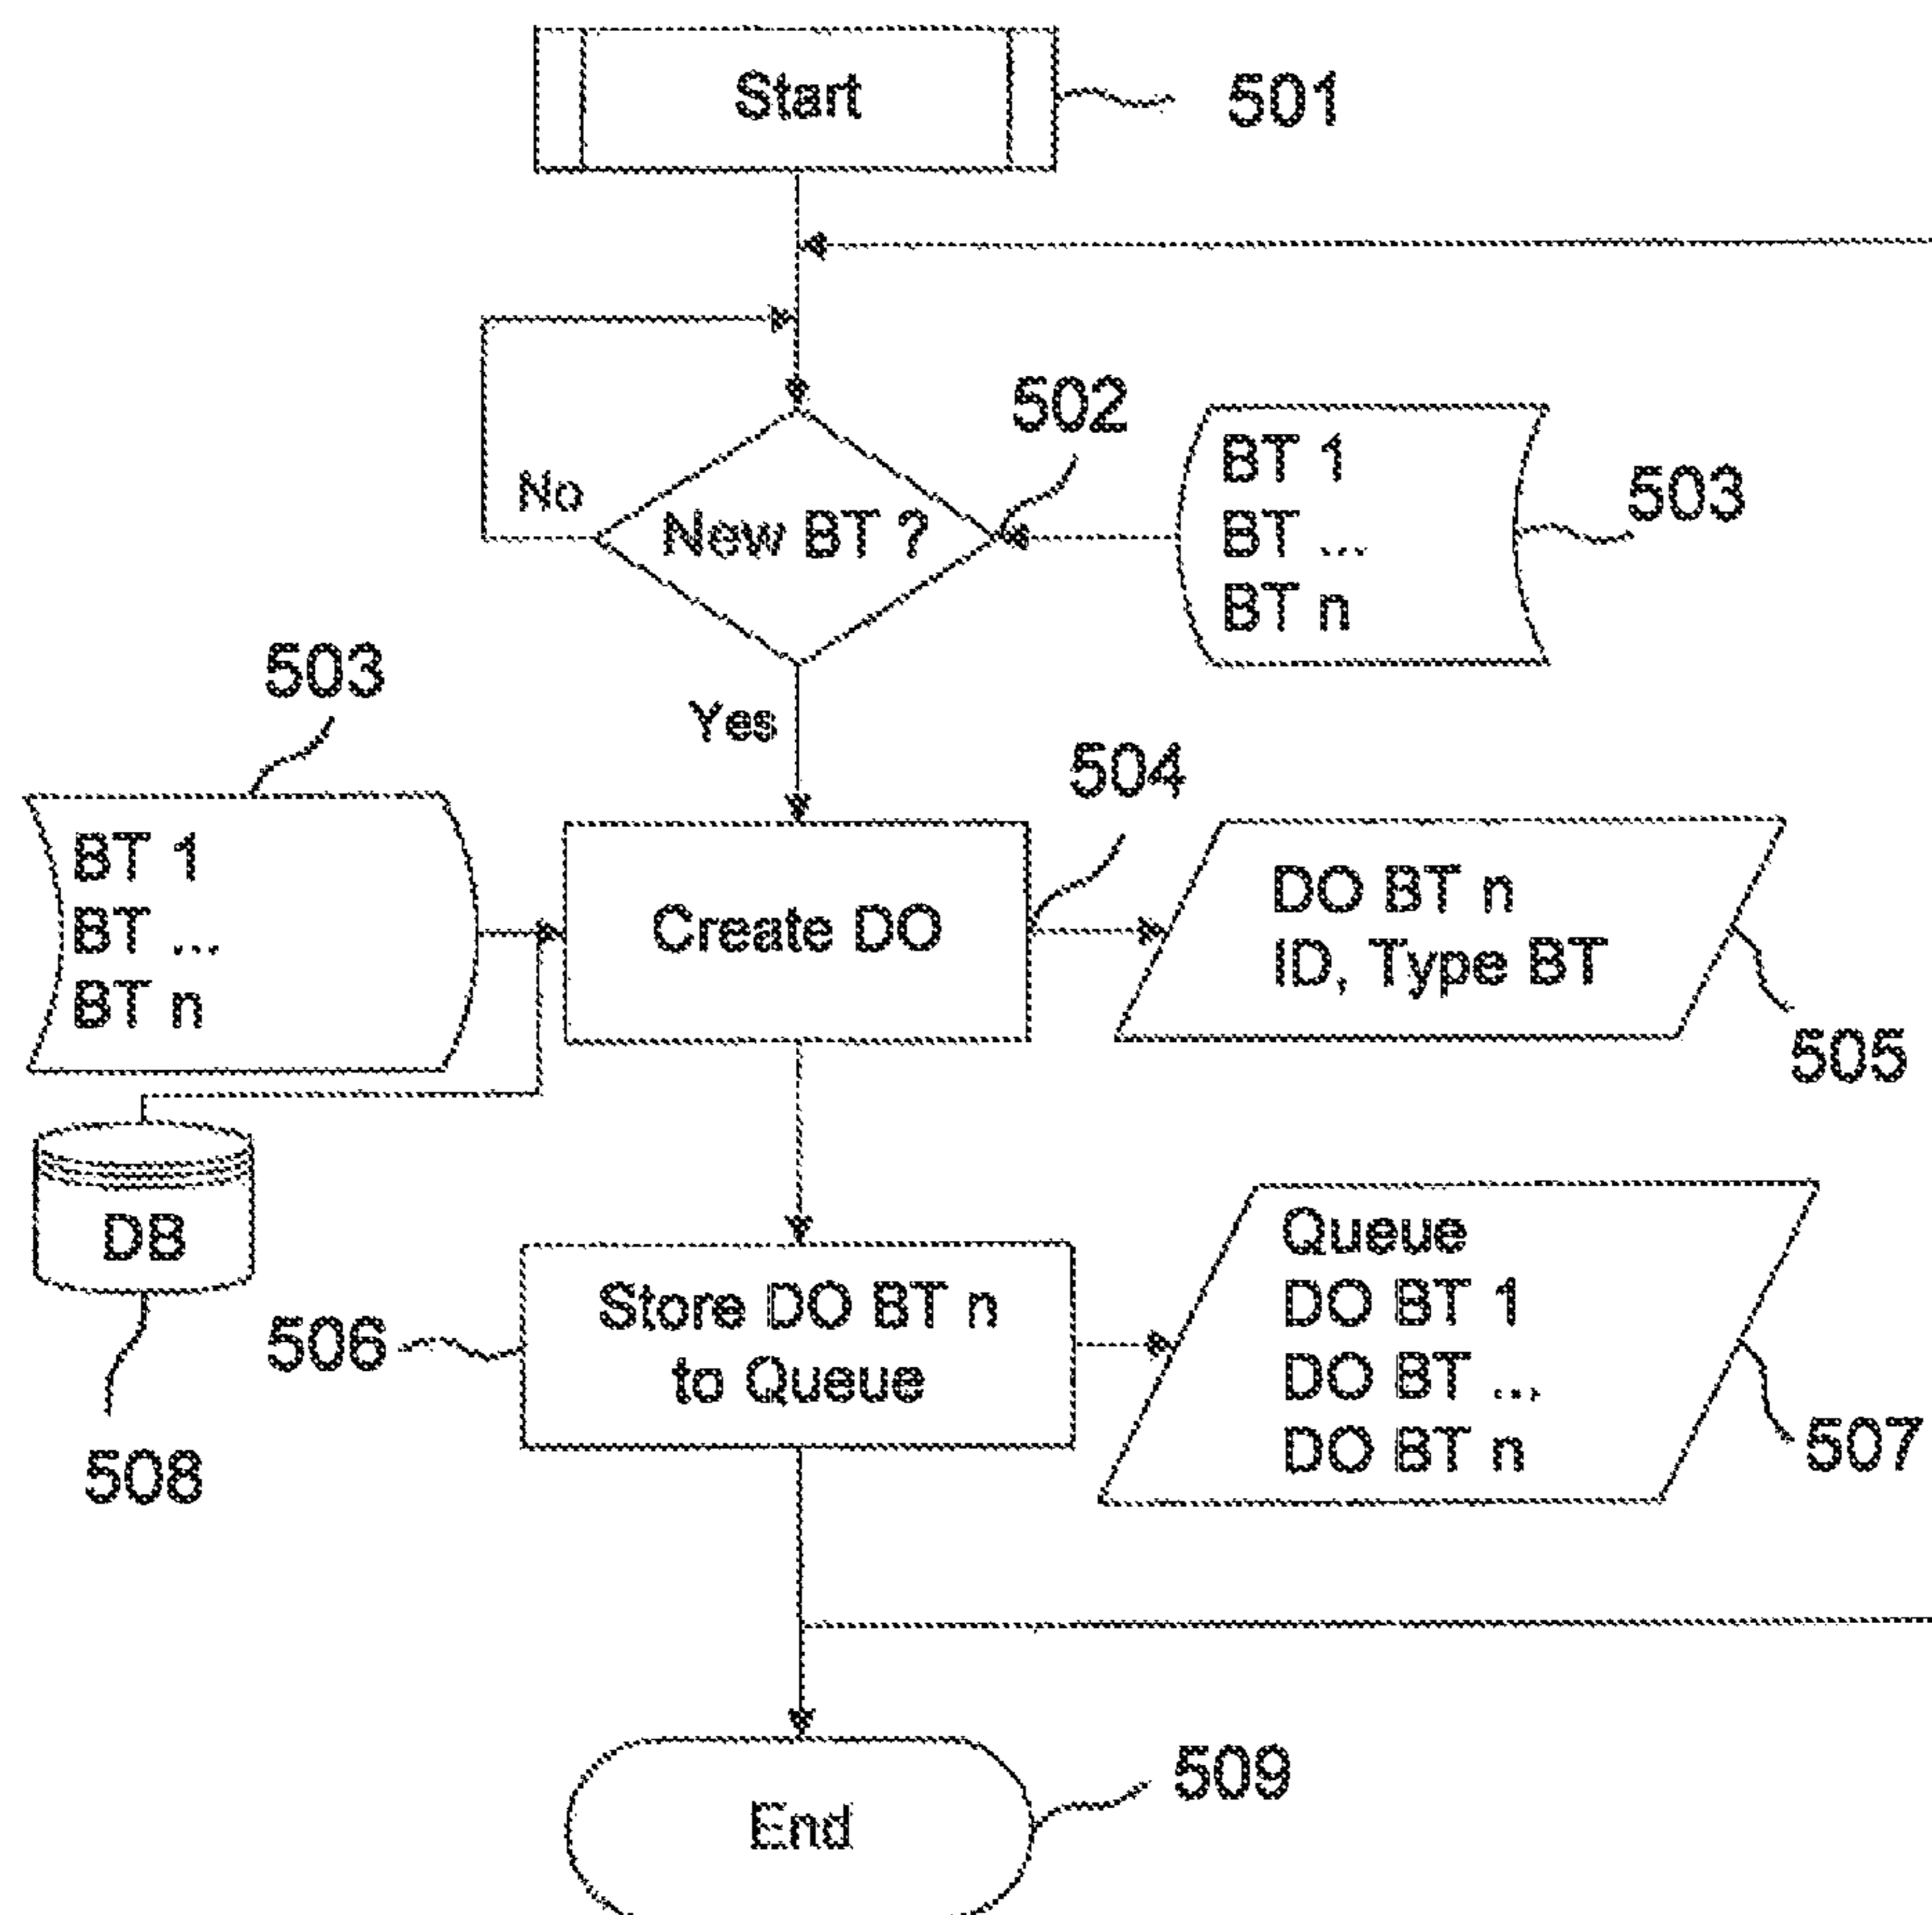 Start
501
502
No
New BT ?
BT 1
BT ...
BT n
503
503
Yes
504
BT 1
BT ...
BT n
Create DO
DO BT n
ID, Type BT
505
DB
508
506
Store DO BT n
to Queue
Queue
DO BT 1
DO BT ...
DO BT n
507
End
509